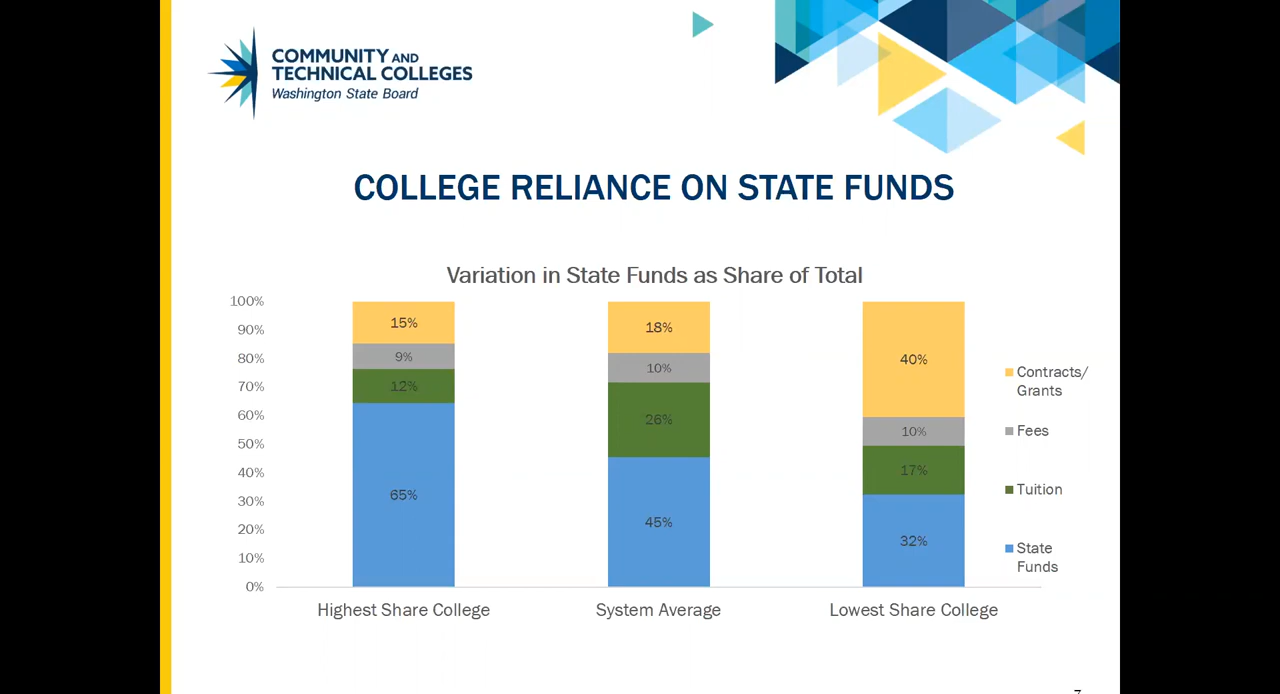 COMMUNITY AND
TECHNICAL COLLEGES
Washington State Board
COLLEGE RELIANCE ON STATE FUNDS
Variation in State Funds as Share of Total
100%
90%
80%
70%
60%
50%
40%
30%
20%
10%
0%
15%
9%
12%
65%
18%
10%
26%
45%
40%
10%
17%
32%
Contracts/
Grants
Fees
Tuition
State
Funds
Highest Share College
System Average
Lowest Share College